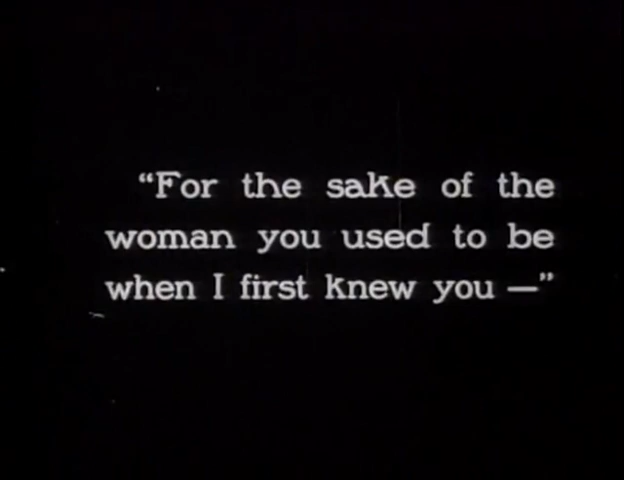 “For the sake of the
woman you used to be
when I first knew you —”